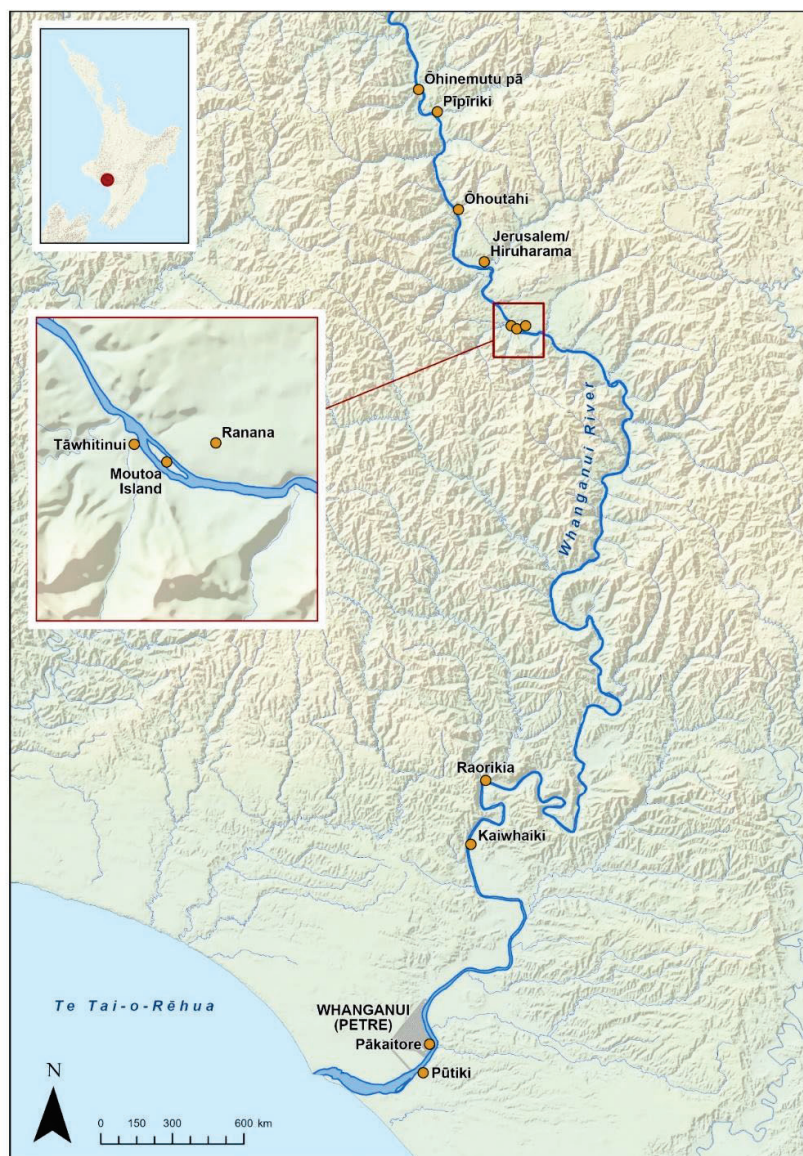 Ōhinemutu pā
Pīpīriki
Ōhoutahi
Jerusalem/
Hiruharama
Tāwhitinui
Ranana
Moutoa
Island
Whanganui River
Raorikia
Kaiwhaiki
Te Tai-o-Rēhua
WHANGANUI
(PETRE)
Pākaitore
Pūtiki
N
0 150 300 600 km